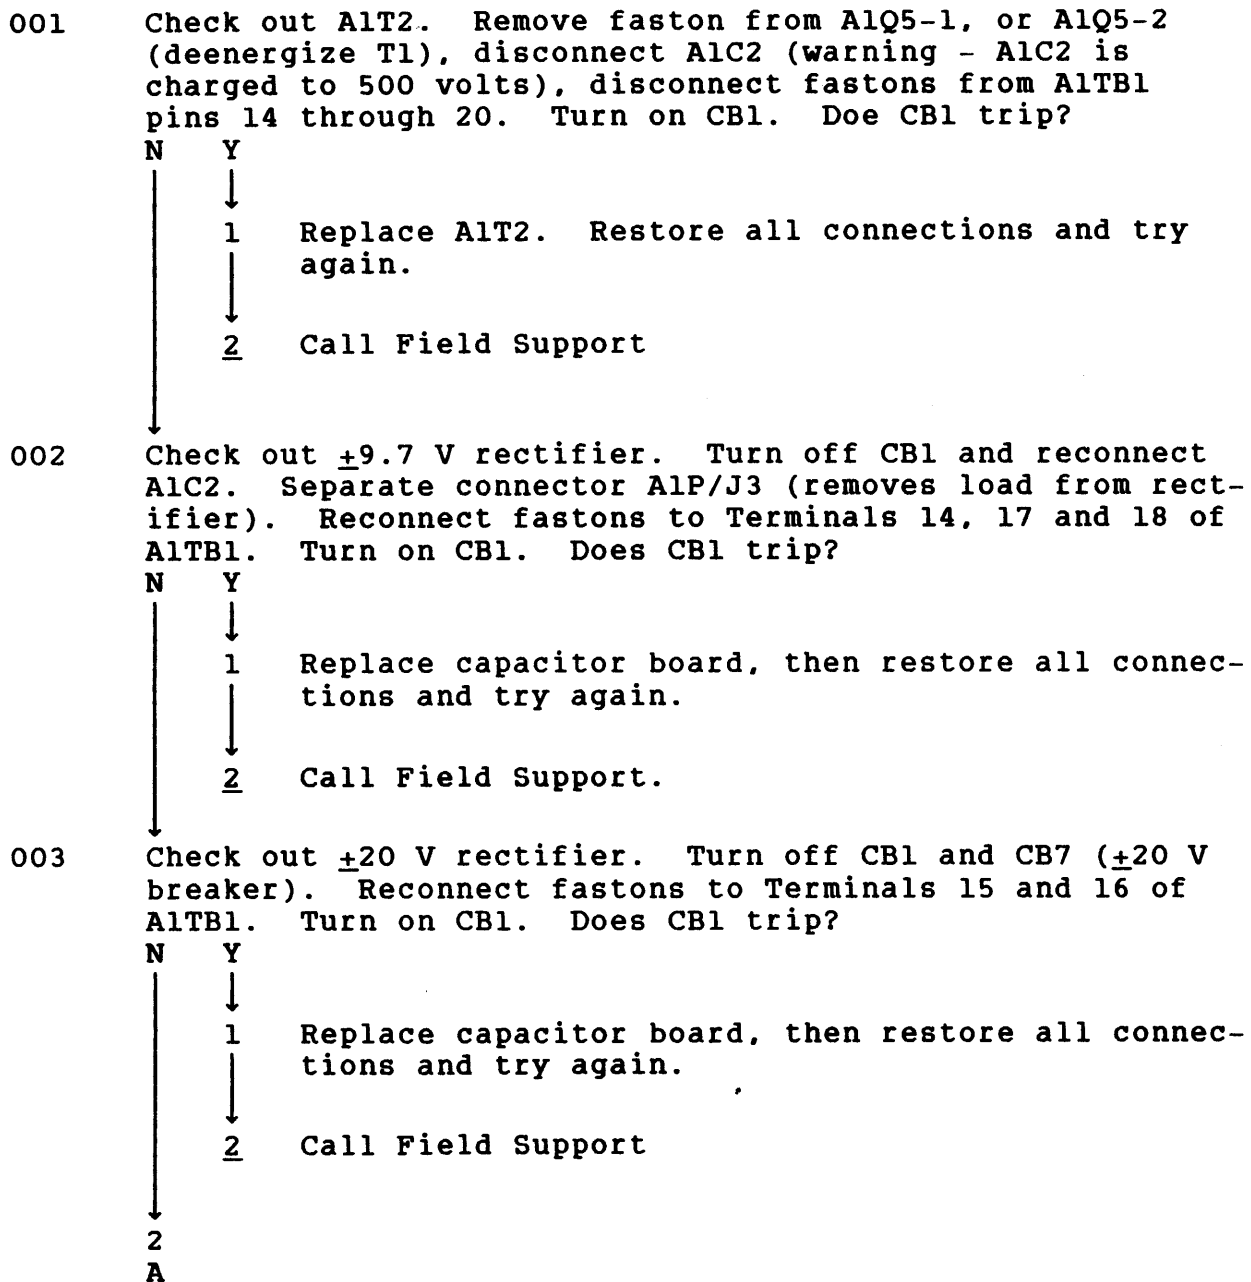 001 Check out A1T2. Remove faston from A1Q5-1, or A1Q5-2
(deenergize T1), disconnect A1C2 (warning - A1C2 is
charged to 500 volts), disconnect fastons from A1TB1
pins 14 through 20. Turn on CB1. Doe CB1 trip?
N Y
1 Replace A1T2. Restore all connections and try
again.
2 Call Field Support
002 Check out ±9.7 V rectifier. Turn off CB1 and reconnect
A1C2. Separate connector A1P/J3 (removes load from rect-
ifier). Reconnect fastons to Terminals 14, 17 and 18 of
A1TB1. Turn on CB1. Does CB1 trip?
N Y
1 Replace capacitor board, then restore all connec-
tions and try again.
2 Call Field Support.
003 Check out ±20 V rectifier. Turn off CB1 and CB7 (±20 V
breaker). Reconnect fastons to Terminals 15 and 16 of
A1TB1. Turn on CB1. Does CB1 trip?
N Y
1 Replace capacitor board, then restore all connec-
tions and try again.
2 Call Field Support
2
A